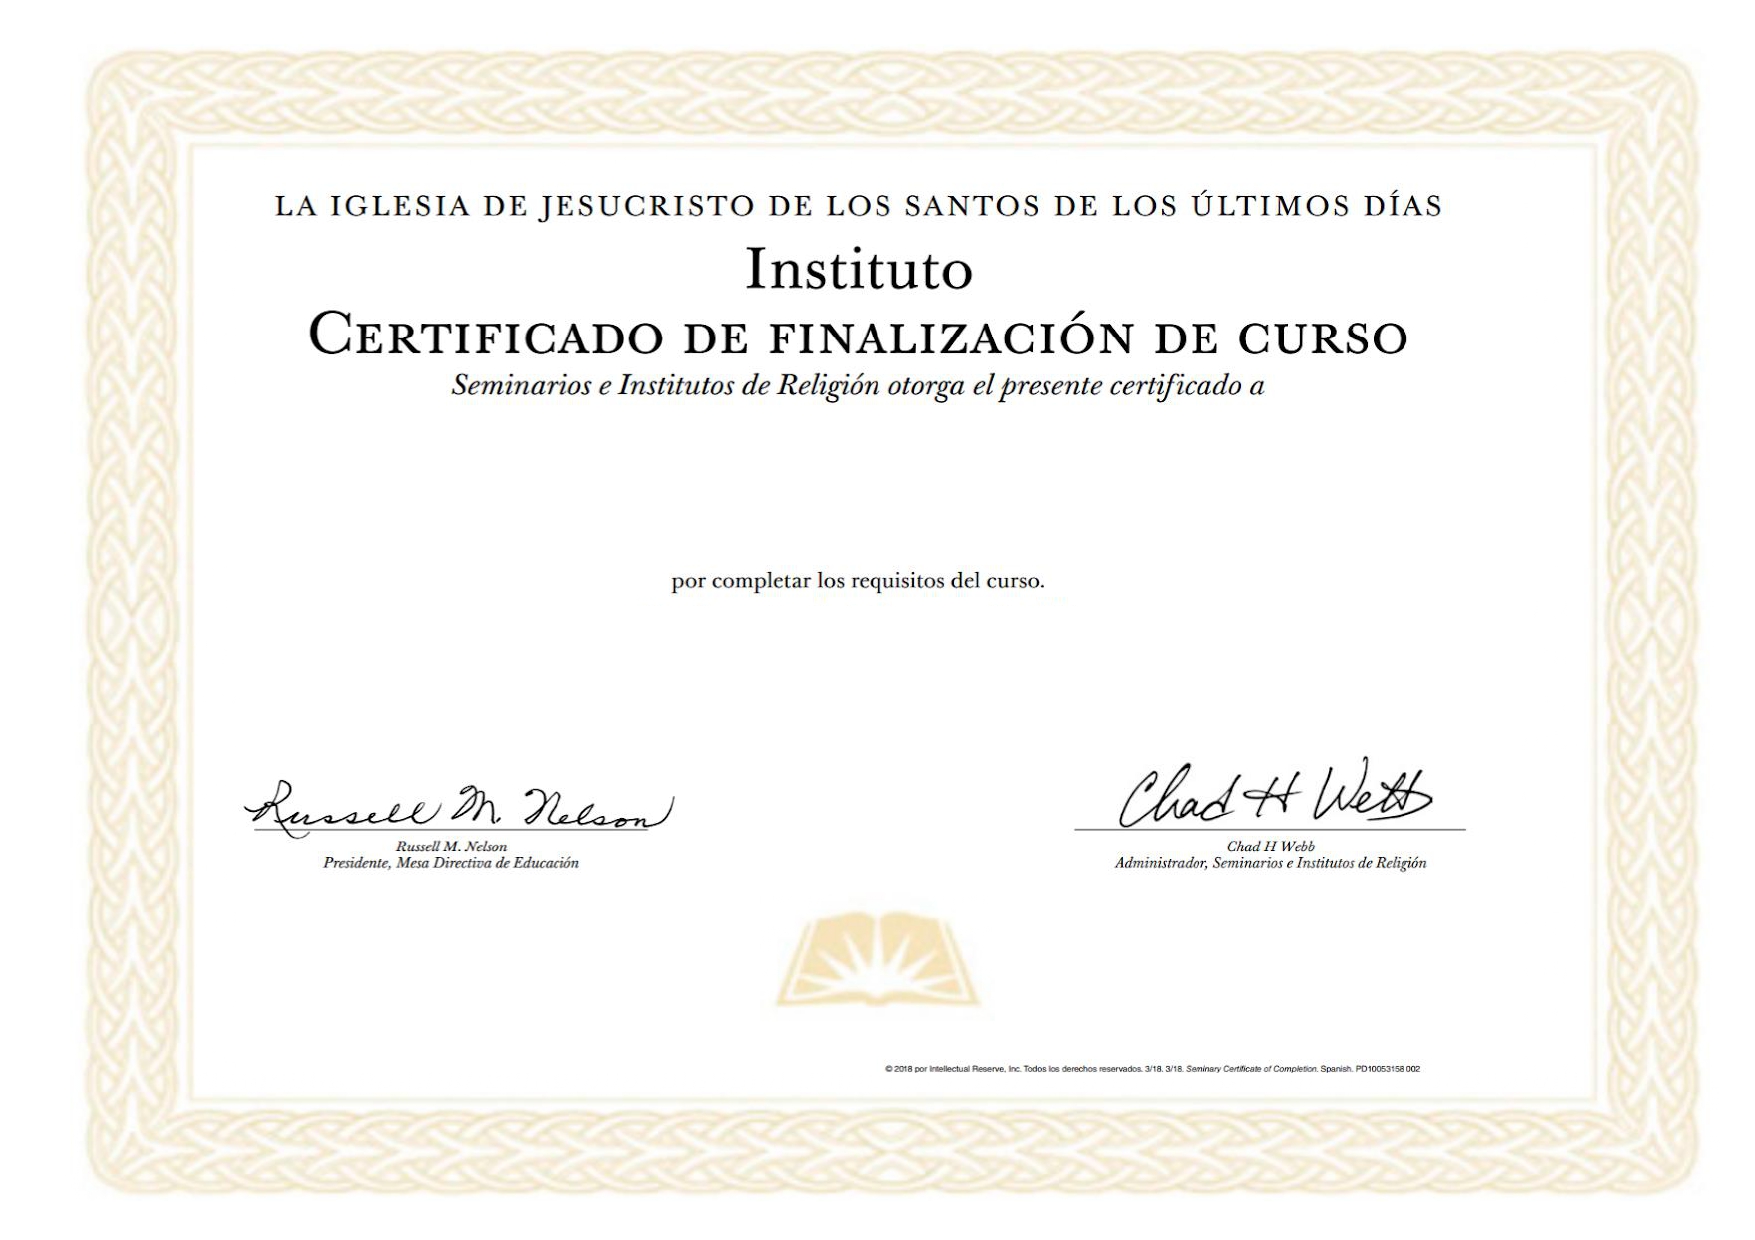 LA IGLESIA DE JESUCRISTO DE LOS SANTOS DE LOS ÚLTIMOS DÍAS
Instituto
CERTIFICADO DE FINALIZACIÓN DE CURSO
Seminarios e Institutos de Religión otorga el presente certificado a
por completar los requisitos del curso.
Russell M. Nelson
Russell M. Nelson
Presidente, Mesa Directiva de Educación
Chad H Webb
Chad H Webb
Administrador, Seminarios e Institutos de Religión
© 2018 por Intellectual Reserve, Inc. Todos los derechos reservados. 3/18. 3/18. Seminary Certificate of Completion. Spanish. PD10053158 002